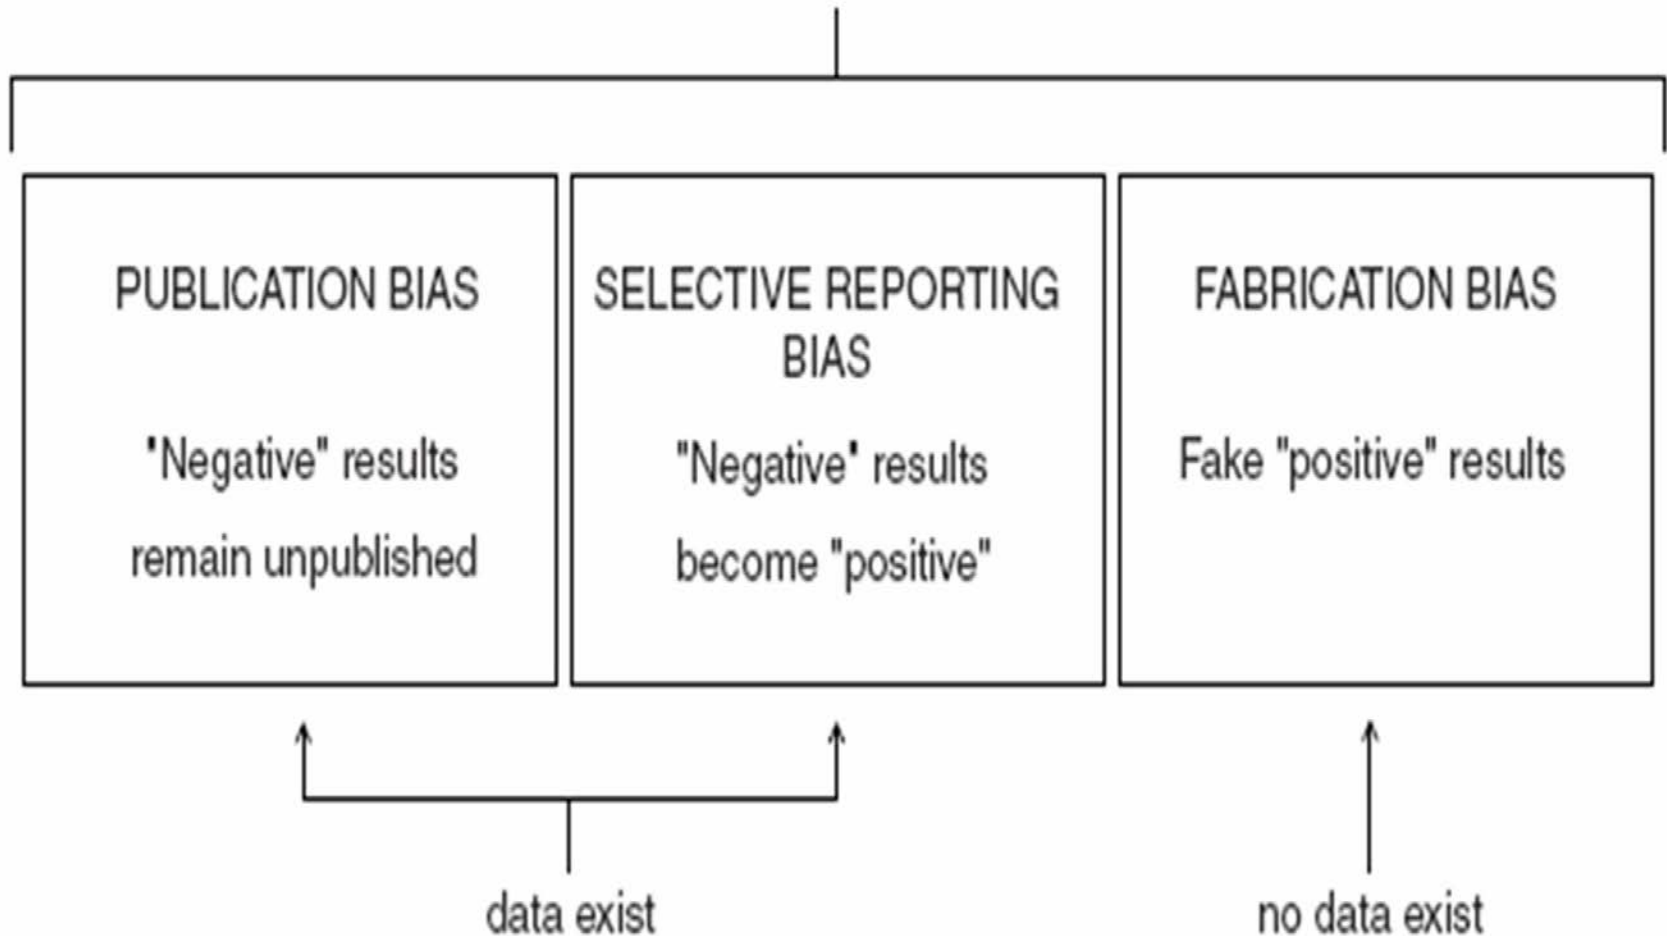 PUBLICATION BIAS
"Negative" results
remain unpublished
SELECTIVE REPORTING
BIAS
"Negative" results
become "positive"
FABRICATION BIAS
Fake "positive" results
data exist
no data exist